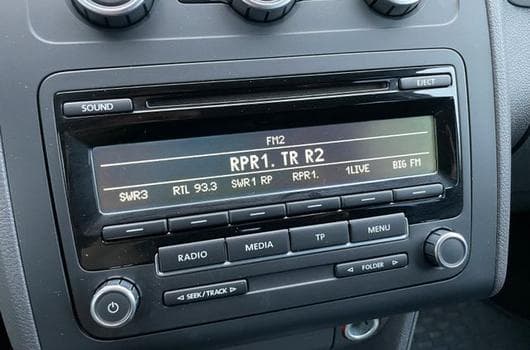 SOUND
EJECT
FM2
RPR1. TR R2
SWR3 RTL 93.3 SWR1 RP RPR1. 1LIVE BIG FM
RADIO MEDIA TP MENU
◁ SEEK / TRACK ▷
◁ FOLDER ▷